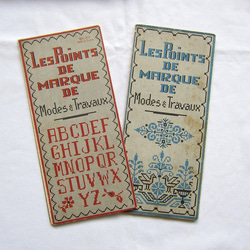 LES POINTS
DE
MARQUE
DE
Modes & Travaux
ABCDEF
GHIJKL
MNOPQR
STUVWX
YZ
LES POINTS
DE
MARQUE
DE
Modes & Travaux